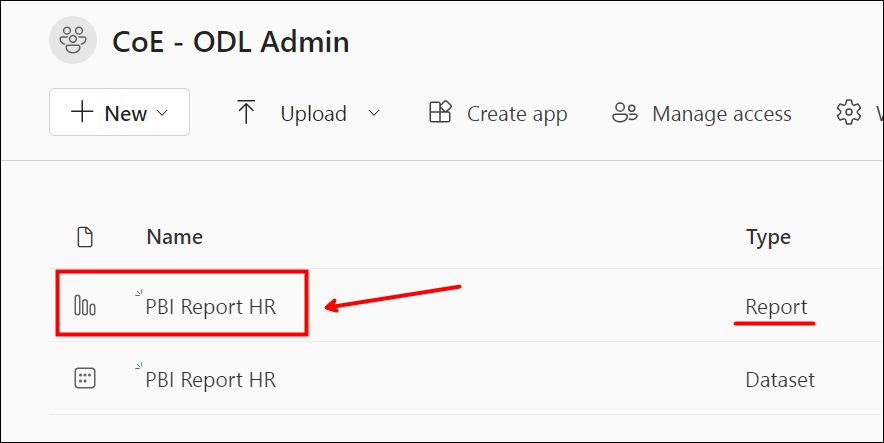 CoE - ODL Admin
New Upload Create app Manage access
Name Type
PBI Report HR Report
PBI Report HR Dataset